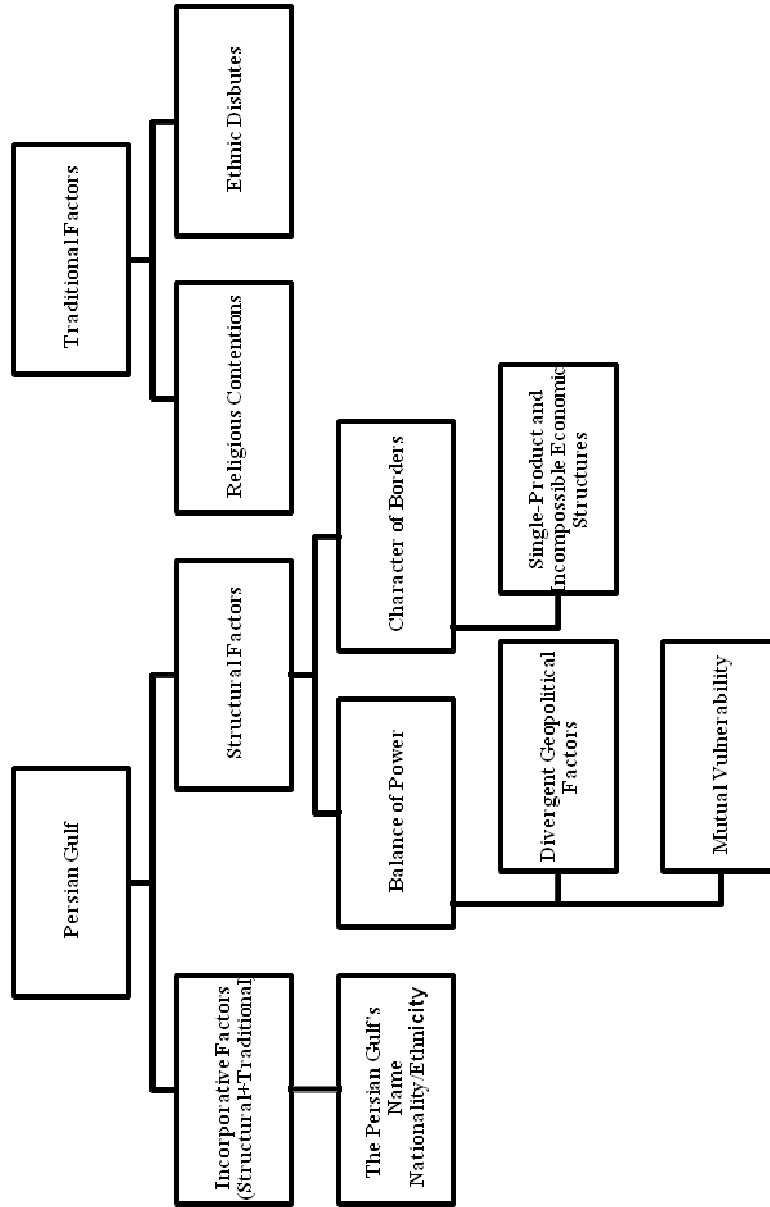 Persian Gulf
Traditional Factors
Incorporative Factors
(Structural+Traditional)
Structural Factors
Religious Contentions
Ethnic Disbutes
The Persian Gulf's
Name
Nationality/Ethnicity
Balance of Power
Character of Borders
Divergent Geopolitical
Factors
Single-Product and
Incompossible Economic
Structures
Mutual Vulnerability